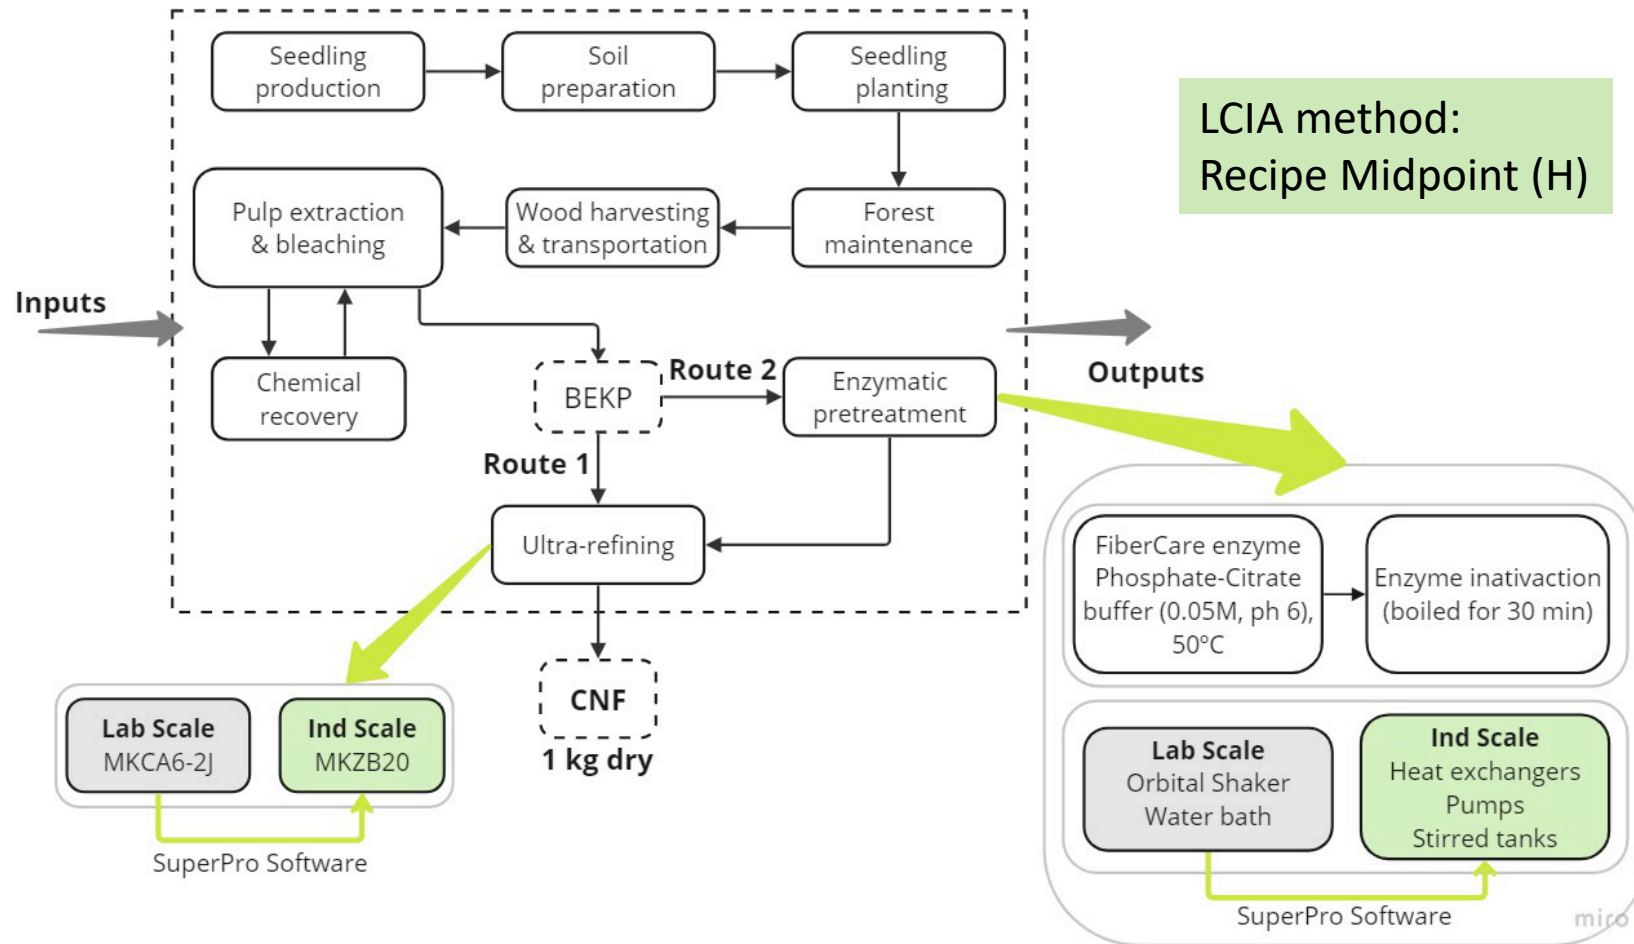 Seedling
production
Soil
preparation
Seedling
planting
LCIA method:
Recipe Midpoint (H)
Pulp extraction
& bleaching
Wood harvesting
& transportation
Forest
maintenance
Inputs
Chemical
recovery
BEKP
Route 2
Enzymatic
pretreatment
Outputs
Route 1
Ultra-refining
FiberCare enzyme
Phosphate-Citrate
buffer (0.05M, ph 6),
50ºC
Enzyme inativaction
(boiled for 30 min)
CNF
1 kg dry
Lab Scale
MKCA6-2J
Ind Scale
MKZB20
SuperPro Software
Lab Scale
Orbital Shaker
Water bath
Ind Scale
Heat exchangers
Pumps
Stirred tanks
SuperPro Software
miro